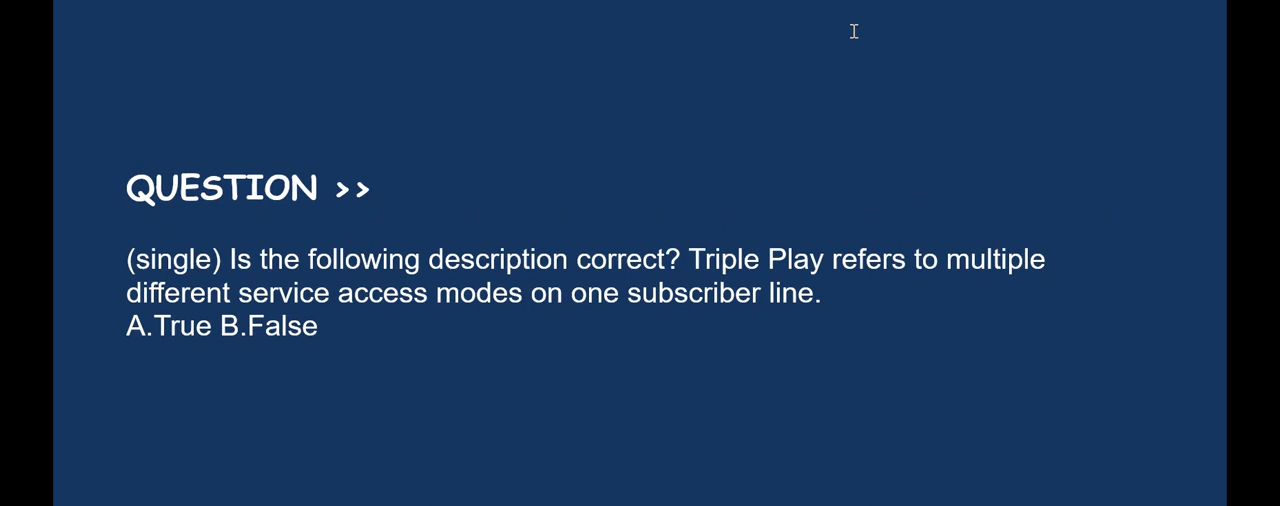 QUESTION >>
(single) Is the following description correct? Triple Play refers to multiple
different service access modes on one subscriber line.
A.True B.False